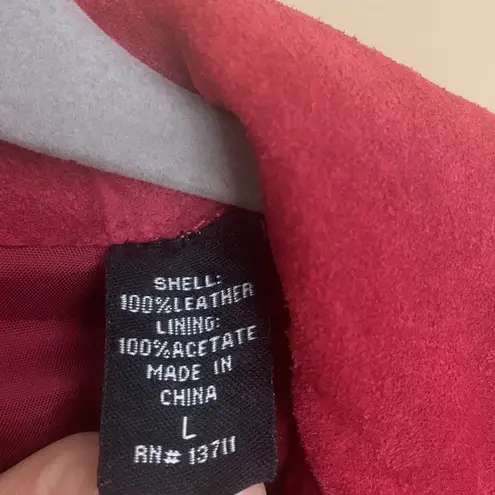 SHELL:
100%LEATHER
LINING:
100%ACETATE
MADE IN
CHINA
L
RN# 13711